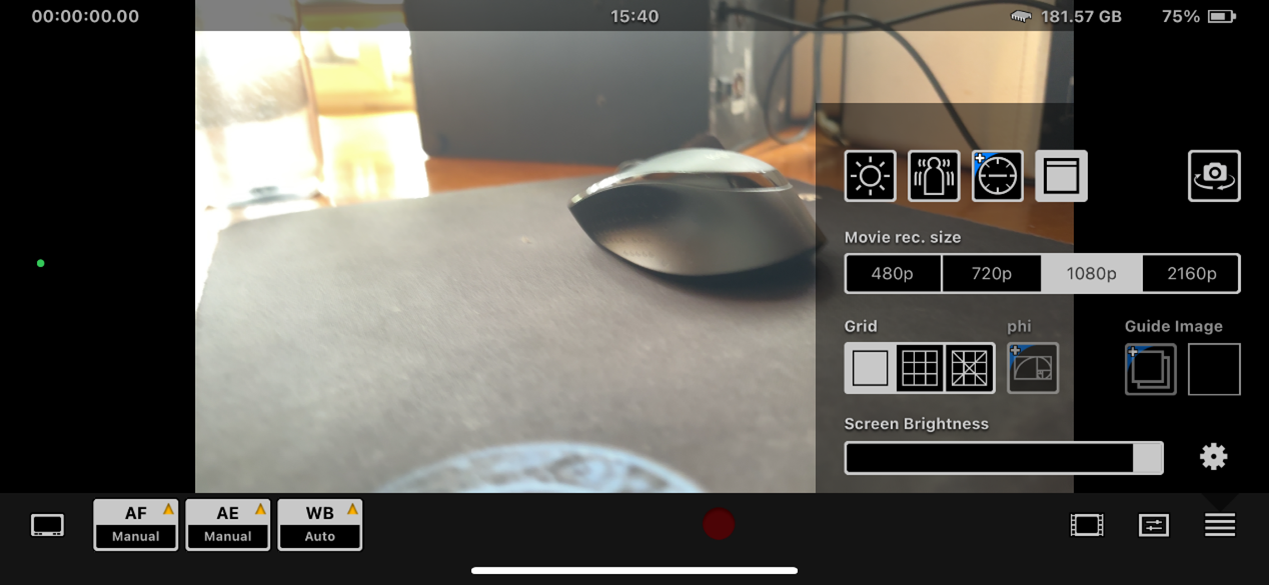 00:00:00.00
15:40
181.57 GB
75%
Movie rec. size
480p 720p 1080p 2160p
Grid
phi
Guide Image
Screen Brightness
AF
Manual
AE
Manual
WB
Auto